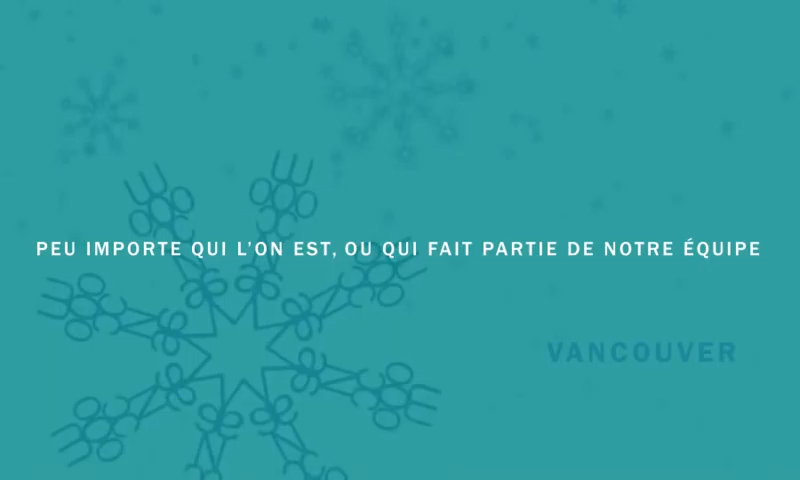 PEU IMPORTE QUI L’ON EST, OU QUI FAIT PARTIE DE NOTRE ÉQUIPE
VANCOUVER